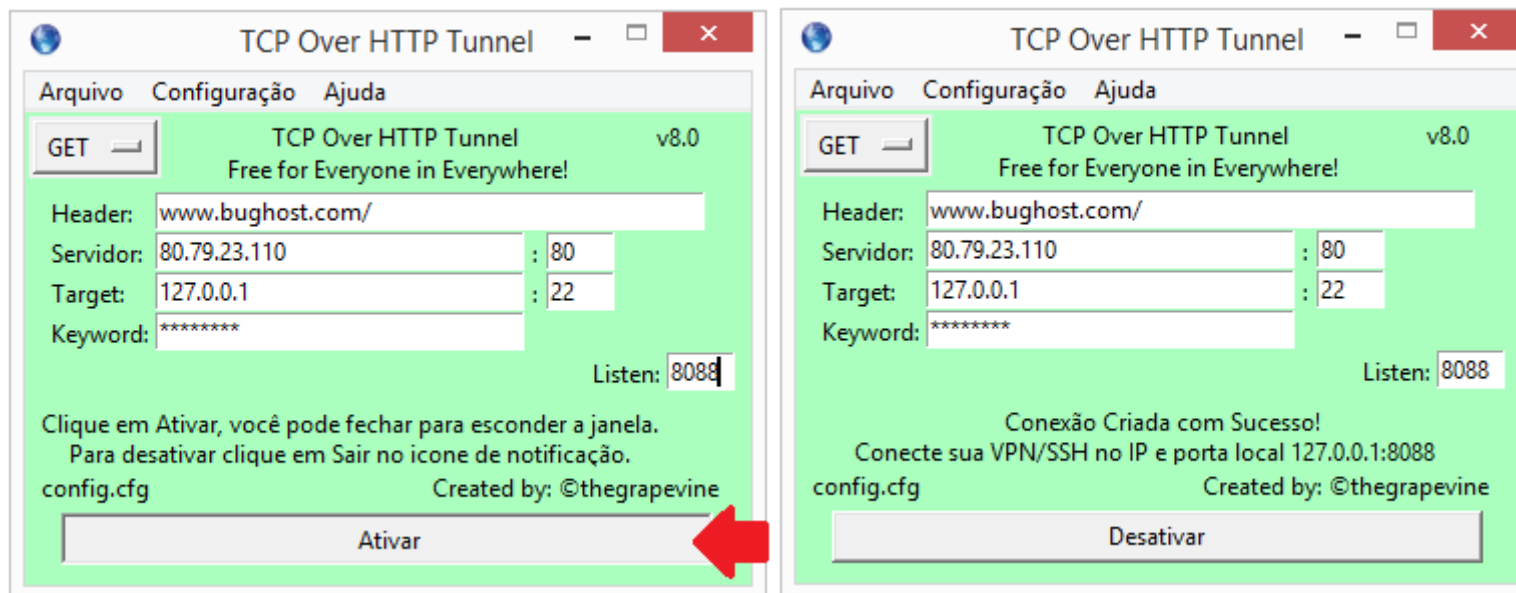 TCP Over HTTP Tunnel
Arquivo Configuração Ajuda
GET
TCP Over HTTP Tunnel
v8.0
Free for Everyone in Everywhere!
Header: www.bughost.com/
Servidor: 80.79.23.110 : 80
Target: 127.0.0.1 : 22
Keyword: ********
Listen: 8088
Clique em Ativar, você pode fechar para esconder a janela.
Para desativar clique em Sair no icone de notificação.
config.cfg Created by: ©thegrapevine
Ativar
TCP Over HTTP Tunnel
Arquivo Configuração Ajuda
GET
TCP Over HTTP Tunnel
v8.0
Free for Everyone in Everywhere!
Header: www.bughost.com/
Servidor: 80.79.23.110 : 80
Target: 127.0.0.1 : 22
Keyword: ********
Listen: 8088
Conexão Criada com Sucesso!
Conecte sua VPN/SSH no IP e porta local 127.0.0.1:8088
config.cfg Created by: ©thegrapevine
Desativar